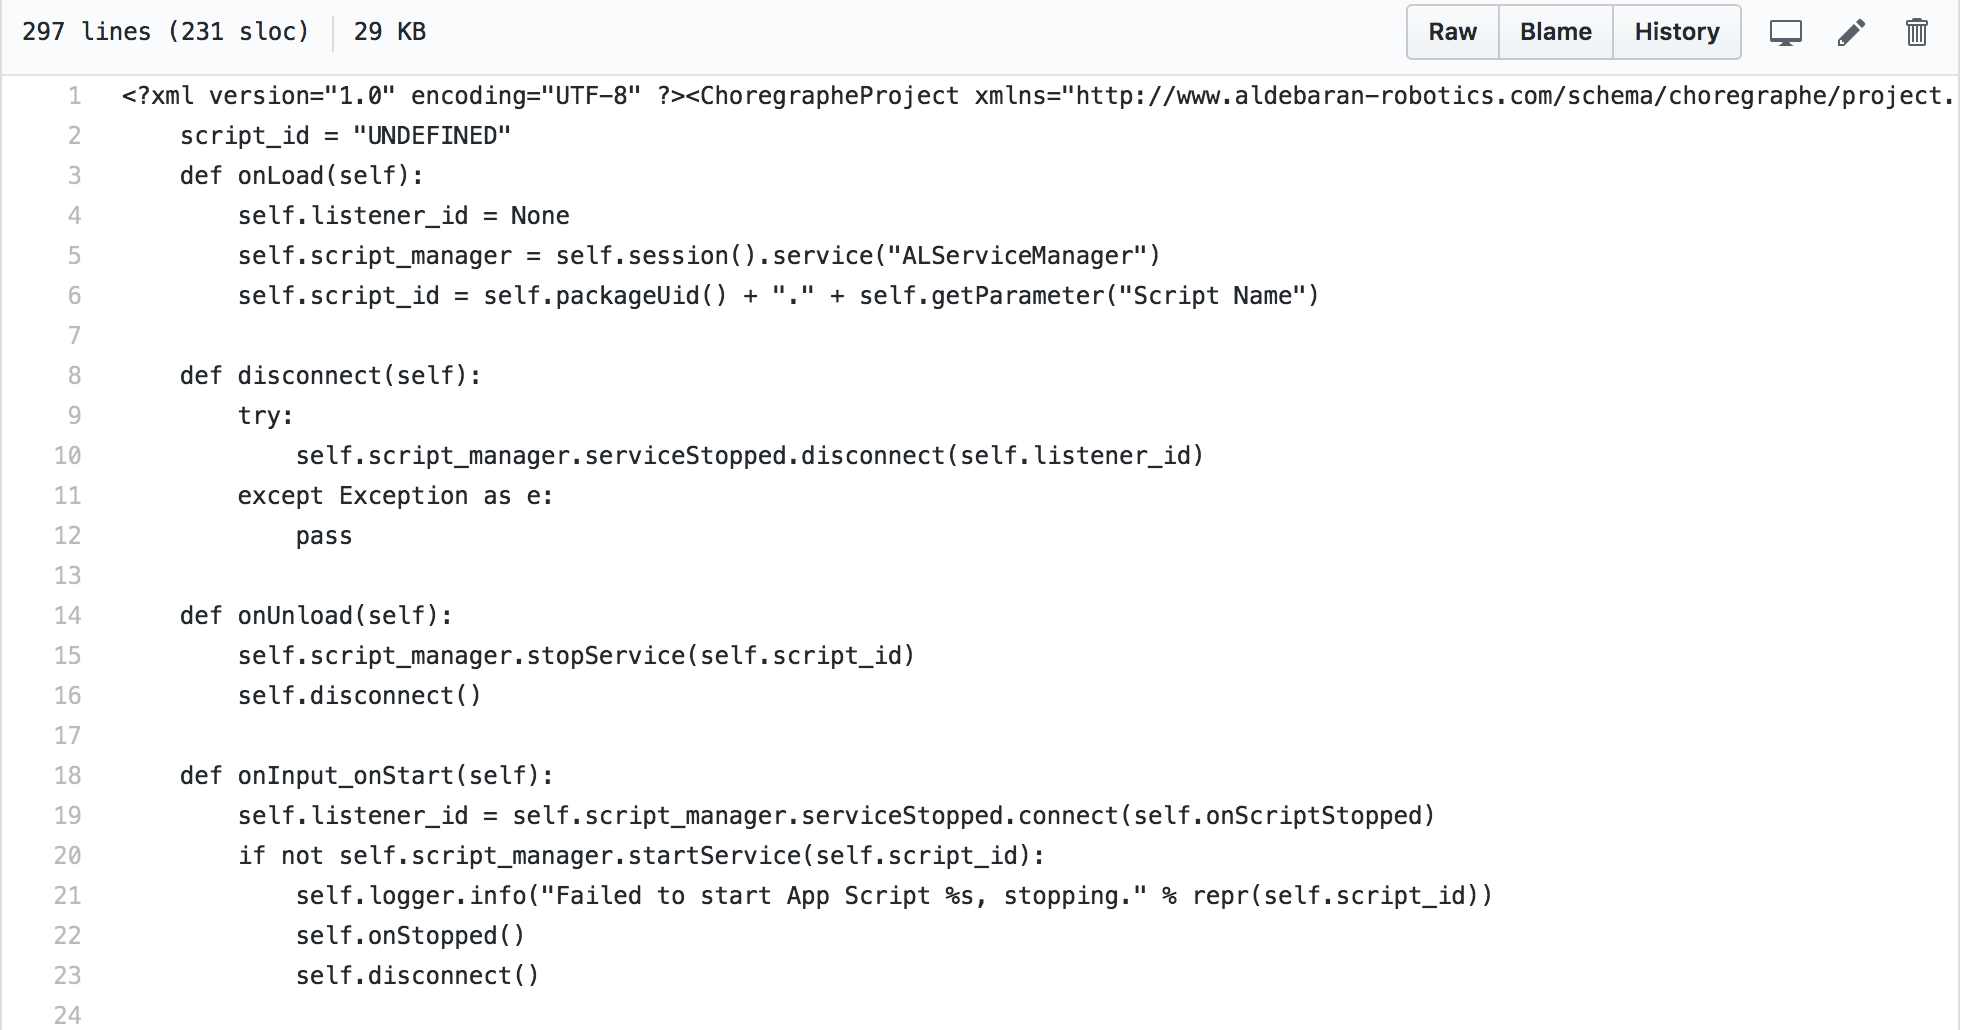 297 lines (231 sloc) 29 KB Raw Blame History
1 <?xml version="1.0" encoding="UTF-8" ?><ChoregrapheProject xmlns="http://www.aldebaran-robotics.com/schema/choregraphe/project.
2     script_id = "UNDEFINED"
3     def onLoad(self):
4         self.listener_id = None
5         self.script_manager = self.session().service("ALServiceManager")
6         self.script_id = self.packageUid() + "." + self.getParameter("Script Name")
7
8     def disconnect(self):
9         try:
10             self.script_manager.serviceStopped.disconnect(self.listener_id)
11         except Exception as e:
12             pass
13
14     def onUnload(self):
15         self.script_manager.stopService(self.script_id)
16         self.disconnect()
17
18     def onInput_onStart(self):
19         self.listener_id = self.script_manager.serviceStopped.connect(self.onScriptStopped)
20         if not self.script_manager.startService(self.script_id):
21             self.logger.info("Failed to start App Script %s, stopping." % repr(self.script_id))
22             self.onStopped()
23             self.disconnect()
24